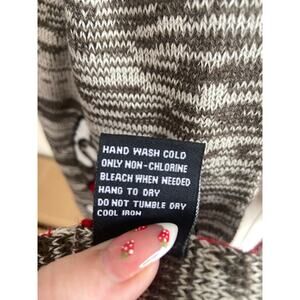 HAND WASH COLD
ONLY NON-CHLORINE
BLEACH WHEN NEEDED
HANG TO DRY
DO NOT TUMBLE DRY
COOL IRON